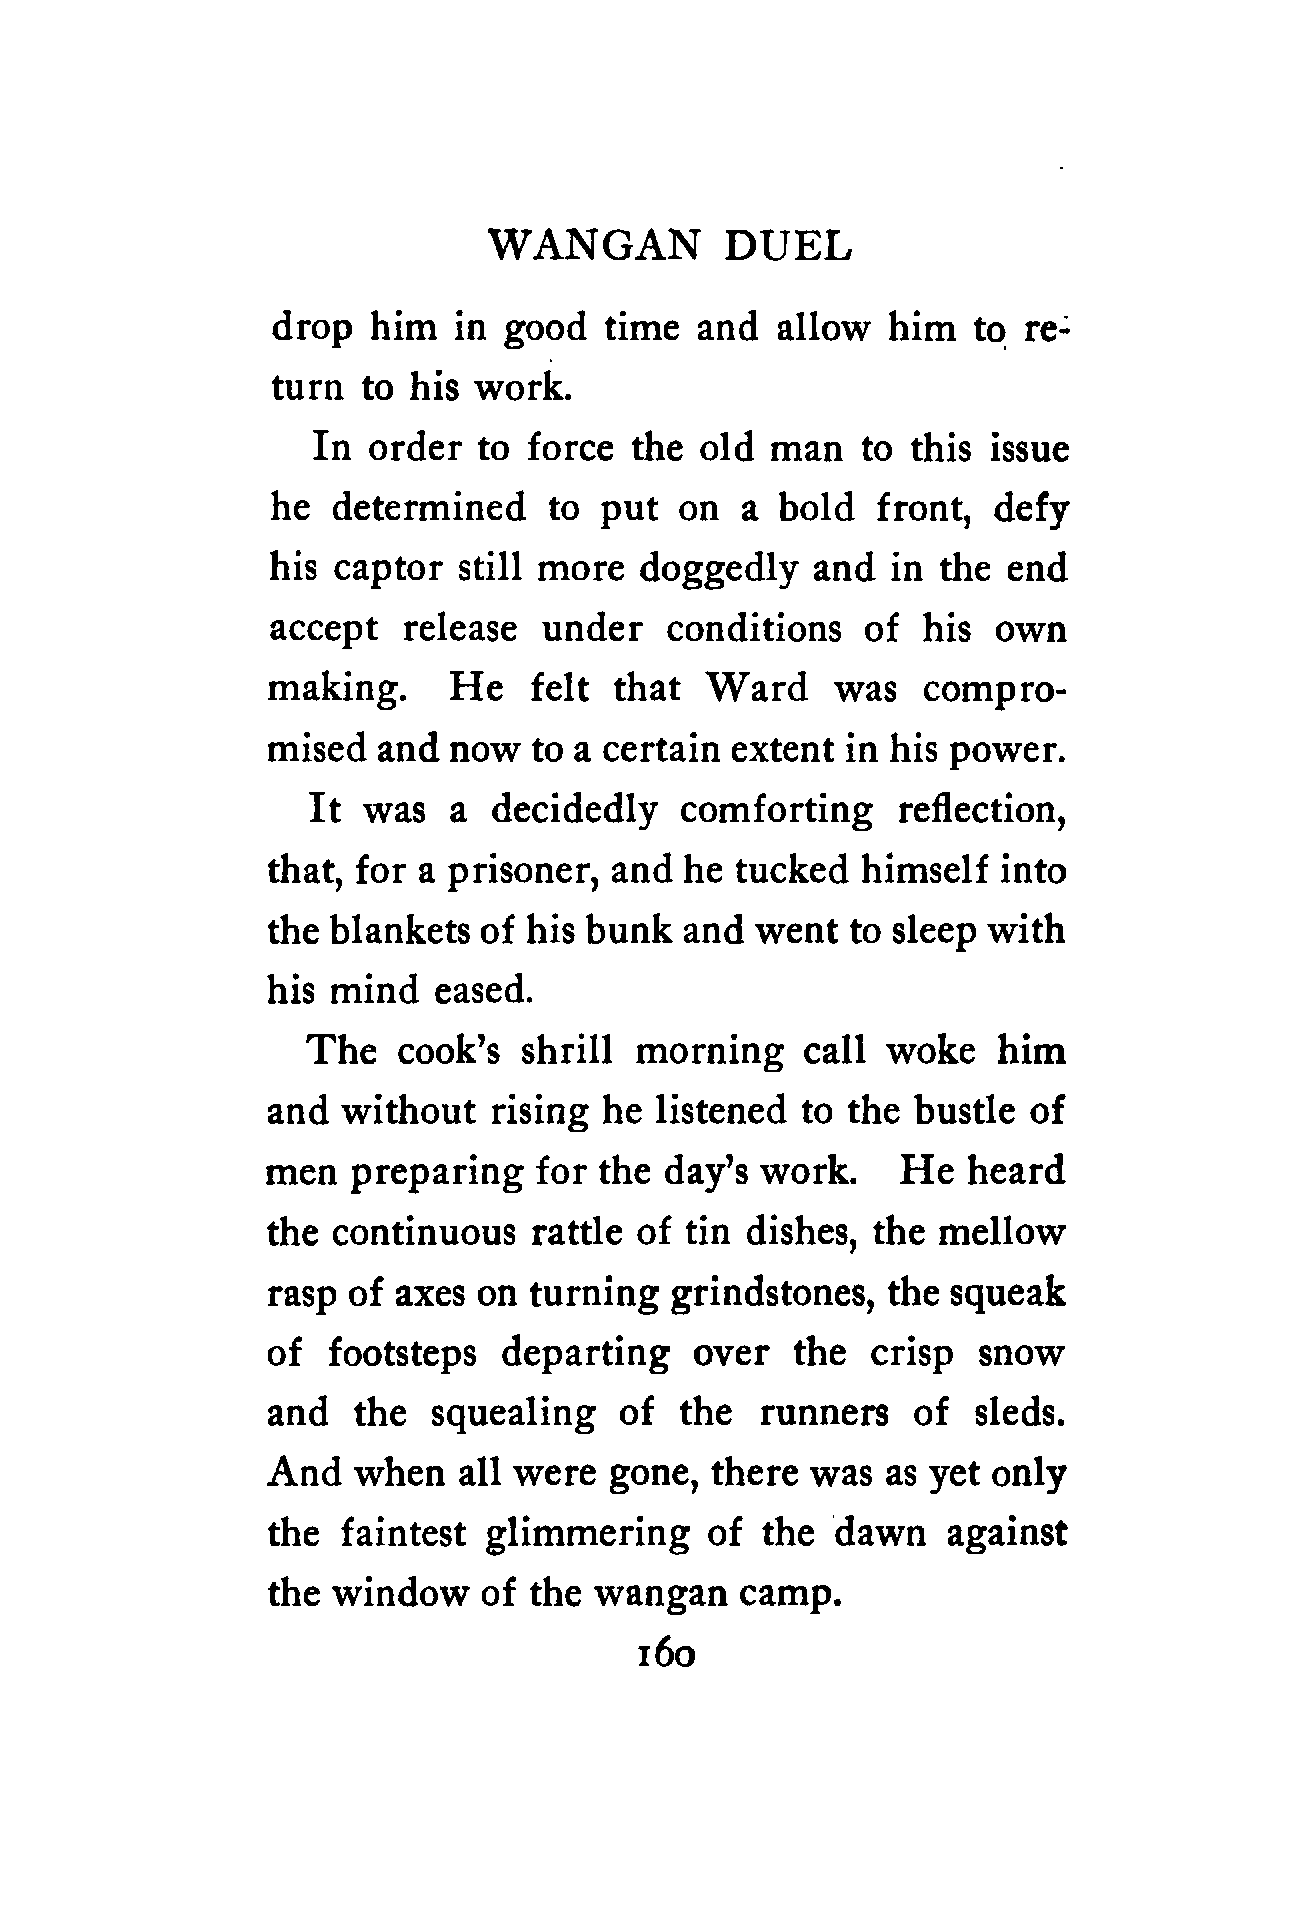 WANGAN DUEL
drop him in good time and allow him to re-
turn to his work.
In order to force the old man to this issue
he determined to put on a bold front, defy
his captor still more doggedly and in the end
accept release under conditions of his own
making. He felt that Ward was compro-
mised and now to a certain extent in his power.
It was a decidedly comforting reflection,
that, for a prisoner, and he tucked himself into
the blankets of his bunk and went to sleep with
his mind eased.
The cook's shrill morning call woke him
and without rising he listened to the bustle of
men preparing for the day's work. He heard
the continuous rattle of tin dishes, the mellow
rasp of axes on turning grindstones, the squeak
of footsteps departing over the crisp snow
and the squealing of the runners of sleds.
And when all were gone, there was as yet only
the faintest glimmering of the dawn against
the window of the wangan camp.
160